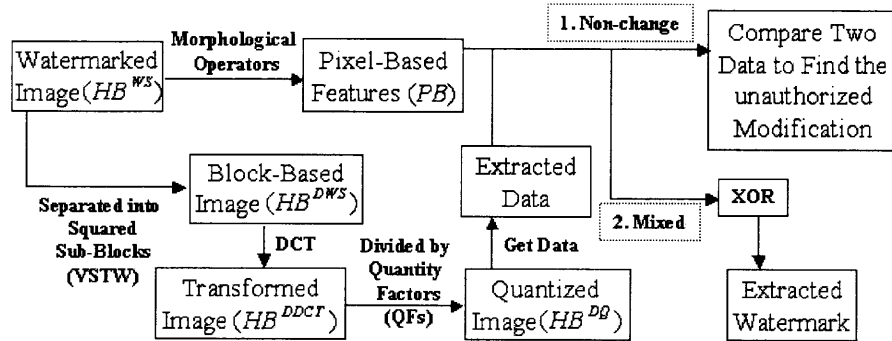 Watermarked
Image(HB^WS)
Morphological
Operators
Pixel-Based
Features (PB)
1. Non-change
Compare Two
Data to Find the
unauthorized
Modification
Separated into
Squared
Sub-Blocks
(VSTW)
Block-Based
Image(HB^DWS)
Extracted
Data
2. Mixed
XOR
DCT
Divided by
Quantity
Factors
(QFs)
Get Data
Transformed
Image(HB^DDCT)
Quantized
Image(HB^DQ)
Extracted
Watermark